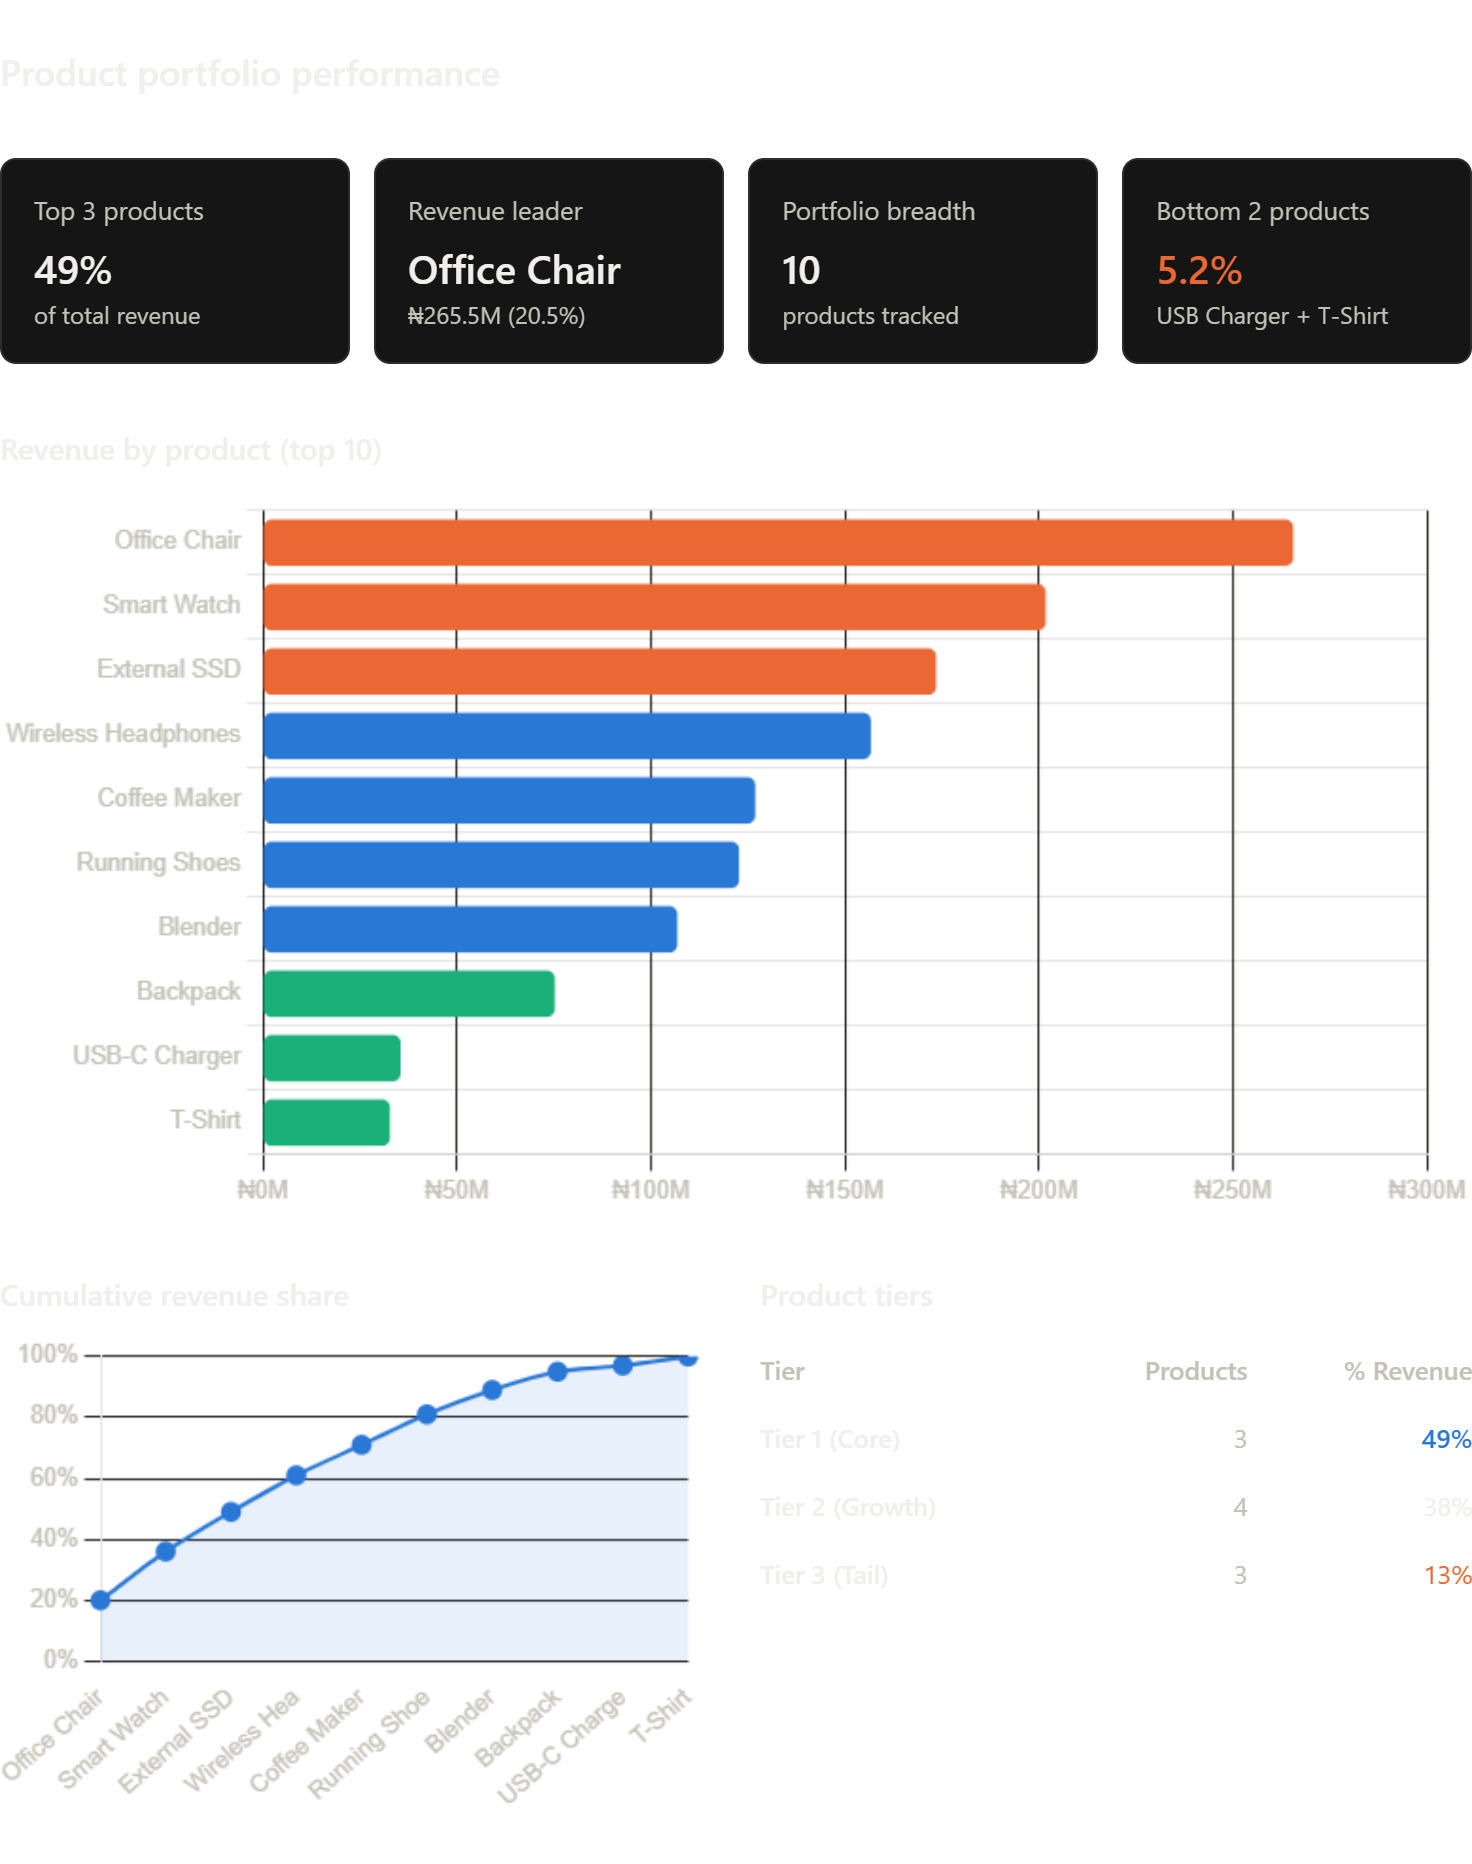 Product portfolio performance
Top 3 products
49%
of total revenue
Revenue leader
Office Chair
₦265.5M (20.5%)
Portfolio breadth
10
products tracked
Bottom 2 products
5.2%
USB Charger + T-Shirt
Revenue by product (top 10)
Office Chair
Smart Watch
External SSD
Wireless Headphones
Coffee Maker
Running Shoes
Blender
Backpack
USB-C Charger
T-Shirt
₦0M ₦50M ₦100M ₦150M ₦200M ₦250M ₦300M
Cumulative revenue share
100%
80%
60%
40%
20%
0%
Office Chair
Smart Watch
External SSD
Wireless Hea
Coffee Maker
Running Shoe
Blender
Backpack
USB-C Charge
T-Shirt
Product tiers
Tier Products % Revenue
Tier 1 (Core) 3 49%
Tier 2 (Growth) 4 38%
Tier 3 (Tail) 3 13%